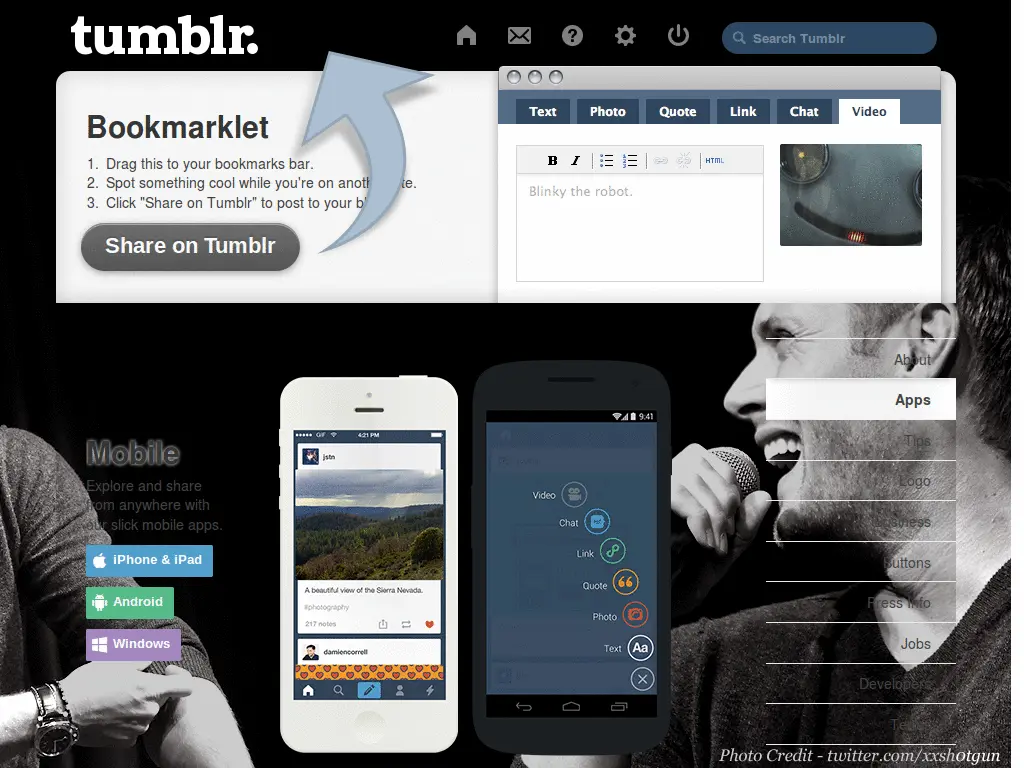 tumblr.
Search Tumblr
Bookmarklet
1. Drag this to your bookmarks bar.
2. Spot something cool while you're on
3. Click "Share on Tumblr" to post to your
Share on Tumblr
Text Photo Quote Link Chat Video
B I HTML
Blinky the robot.
About
Apps
Tips
Logo
Business
Buttons
Press Info
Jobs
Developers
Mobile
Explore and share
from anywhere with
our slick mobile apps.
iPhone & iPad
Android
Windows
GIF 4:21 PM
jstn
A beautiful view of the Sierra Nevada.
#photography
217 notes
damiencorrell
9:41
Video
Chat
Link
Quote
Photo
Text Aa
Photo Credit - twitter.com/xxshotgun